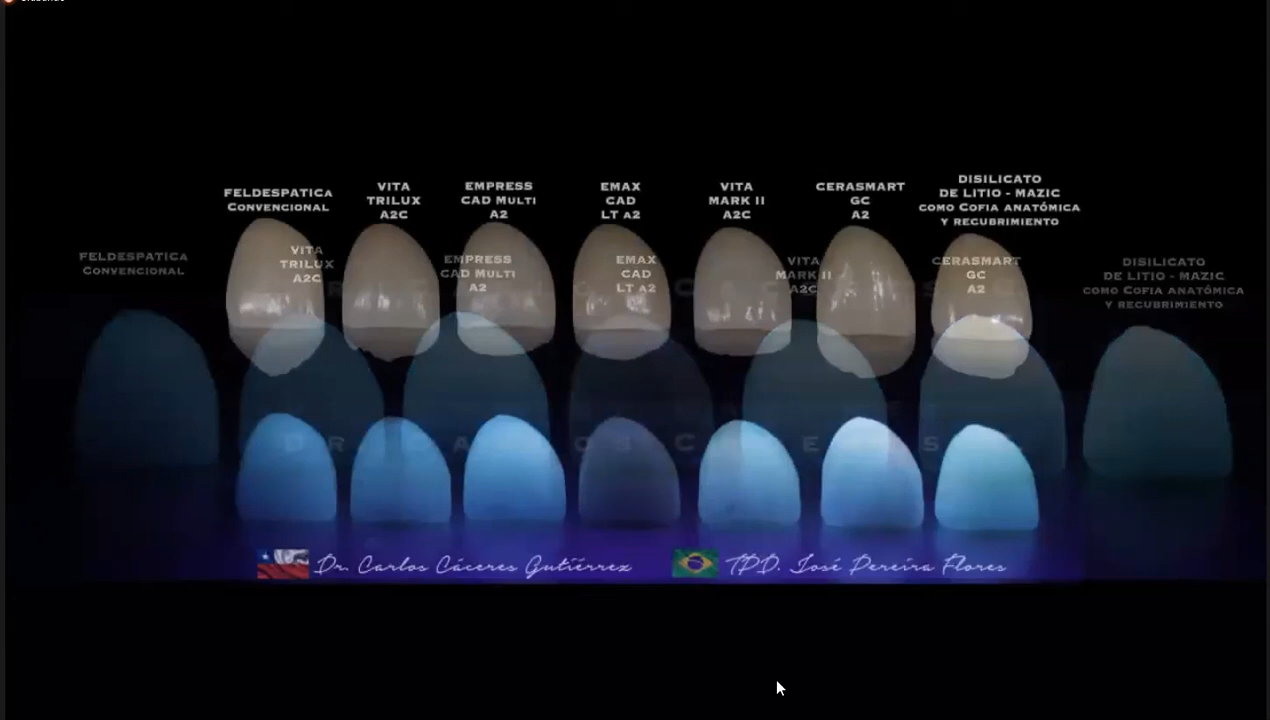 FELDESPATICA
CONVENCIONAL
VITA
TRILUX
A2C
EMPRESS
CAD MULTI
A2
EMAX
CAD
LT A2
VITA
MARK II
A2C
CERASMART
GC
A2
DISILICATO
DE LITIO - MAZIC
COMO COFIA ANATÓMICA
Y RECUBRIMIENTO
FELDESPATICA
CONVENCIONAL
VITA
TRILUX
A2C
EMPRESS
CAD MULTI
A2
EMAX
CAD
LT A2
VITA
MARK II
A2C
CERASMART
GC
A2
DISILICATO
DE LITIO - MAZIC
COMO COFIA ANATÓMICA
Y RECUBRIMIENTO
Dr. Carlos Cáceres Gutiérrez
TPD. José Pereira Flores